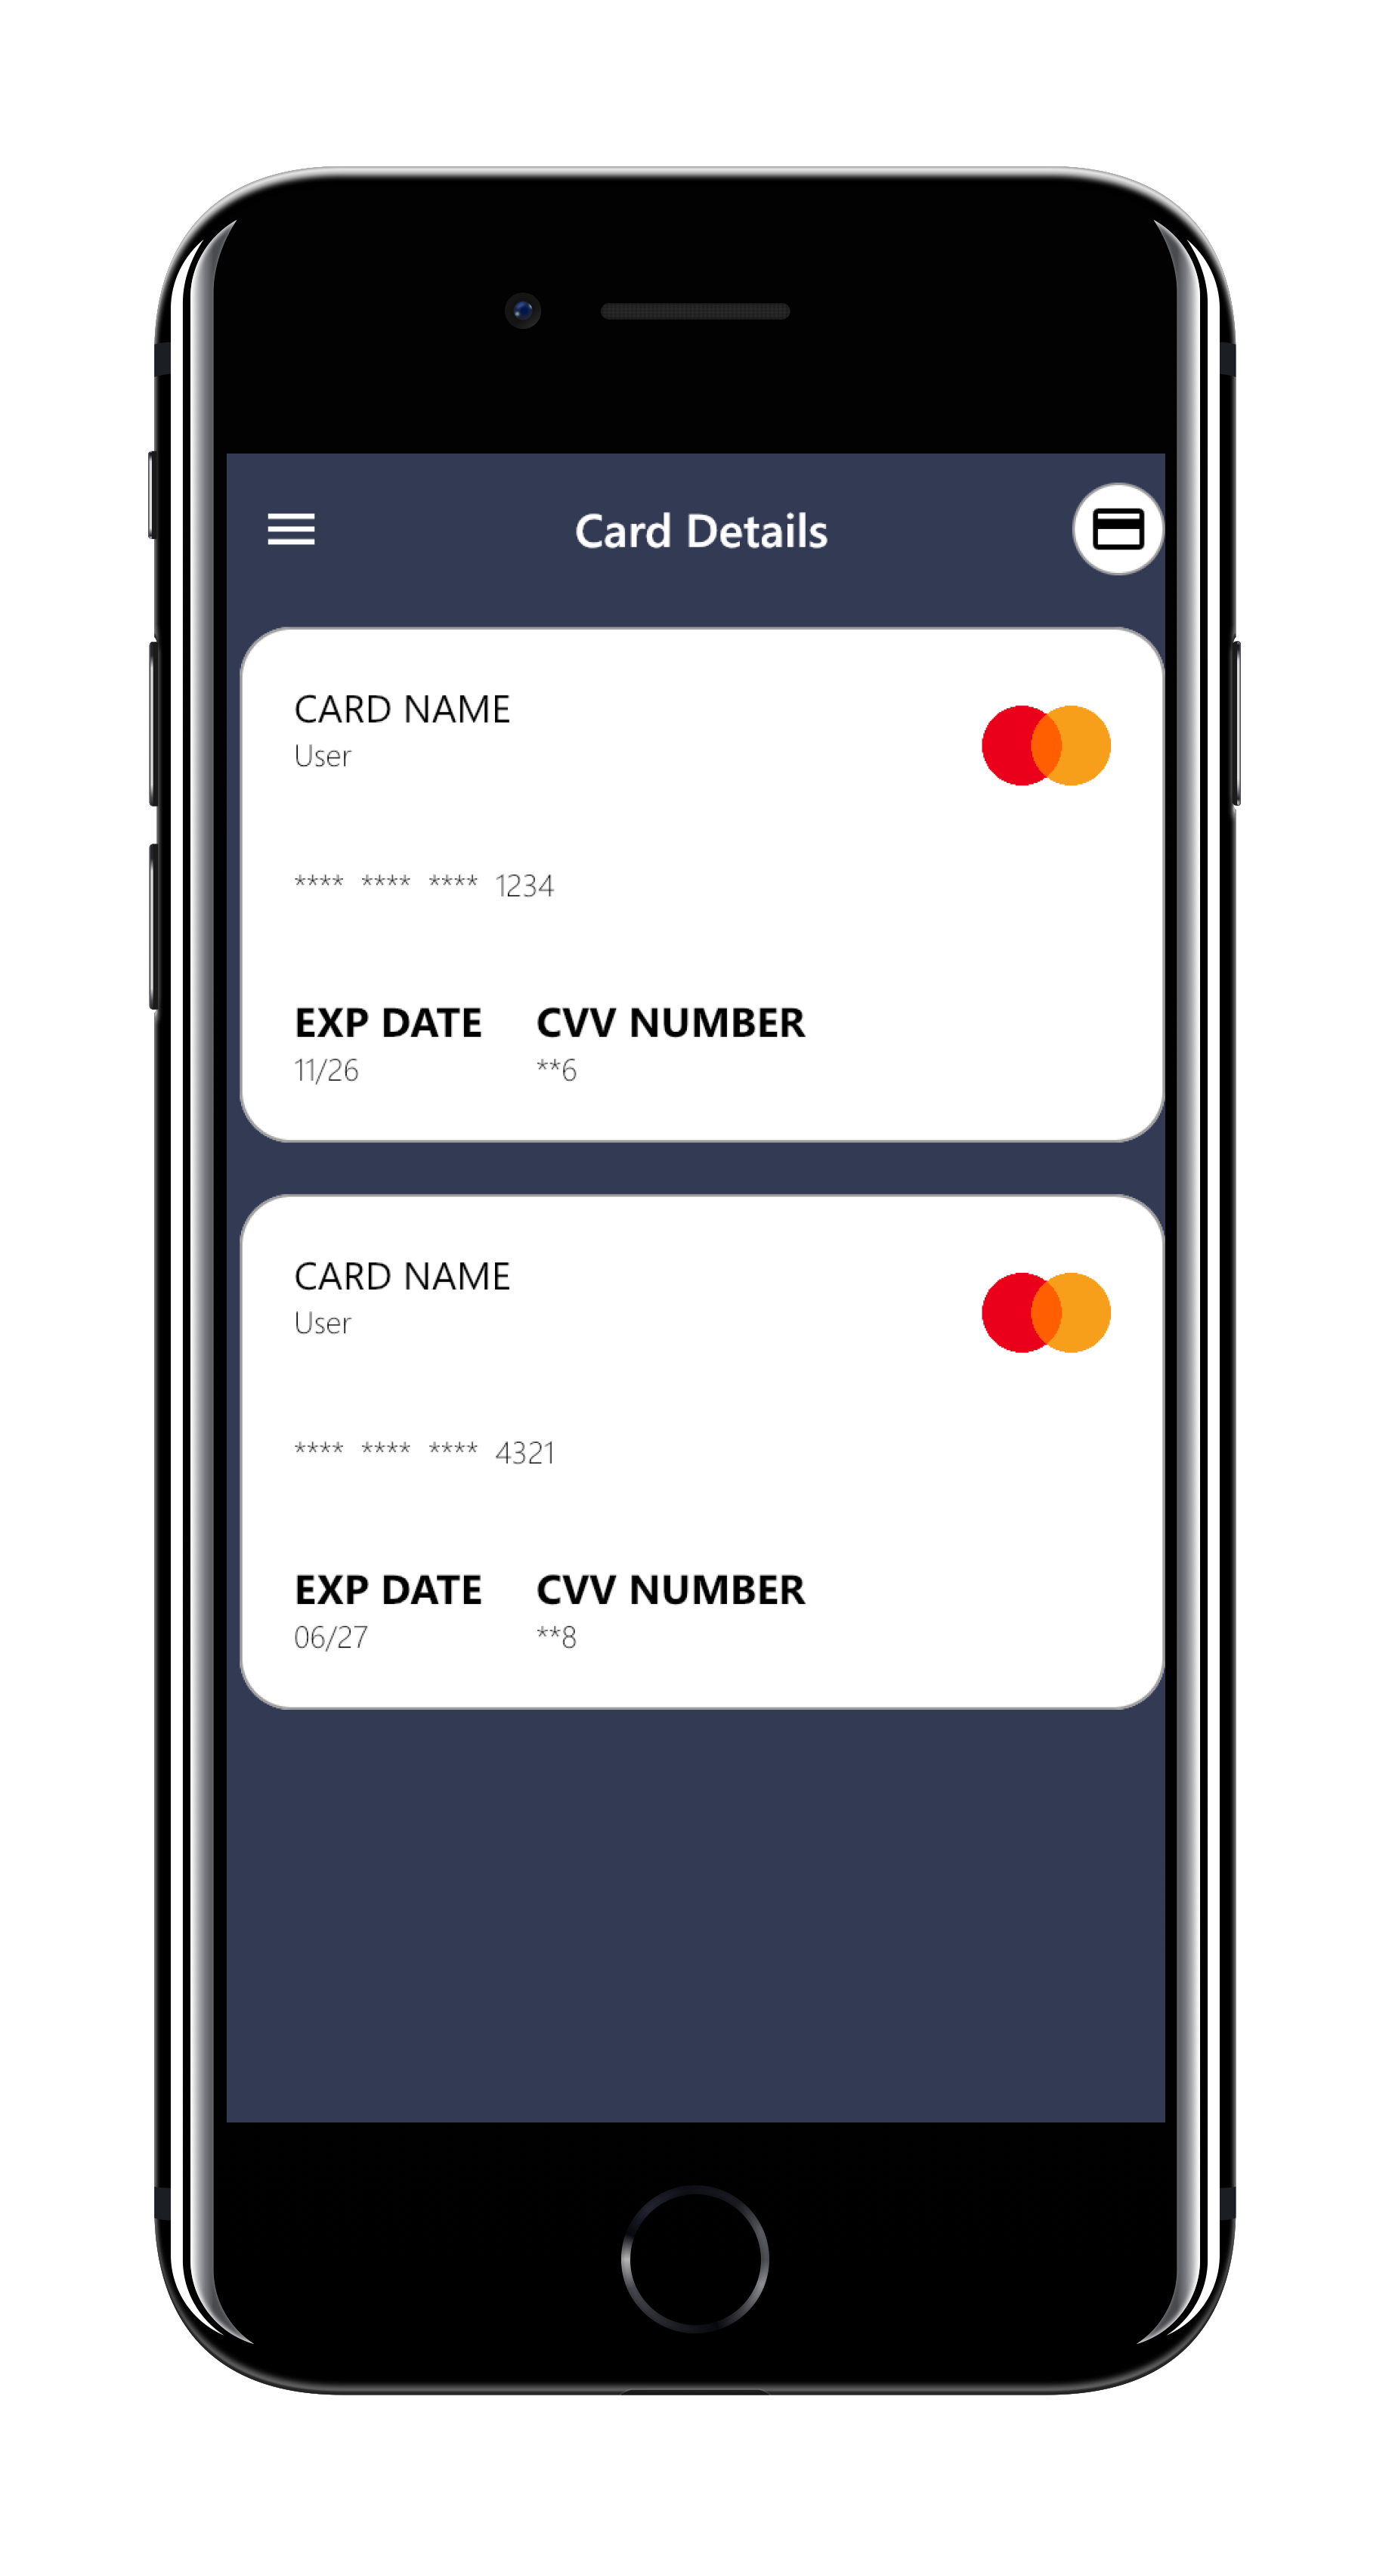 Card Details
CARD NAME
User
**** **** **** 1234
EXP DATE CVV NUMBER
11/26 **6
CARD NAME
User
**** **** **** 4321
EXP DATE CVV NUMBER
06/27 **8